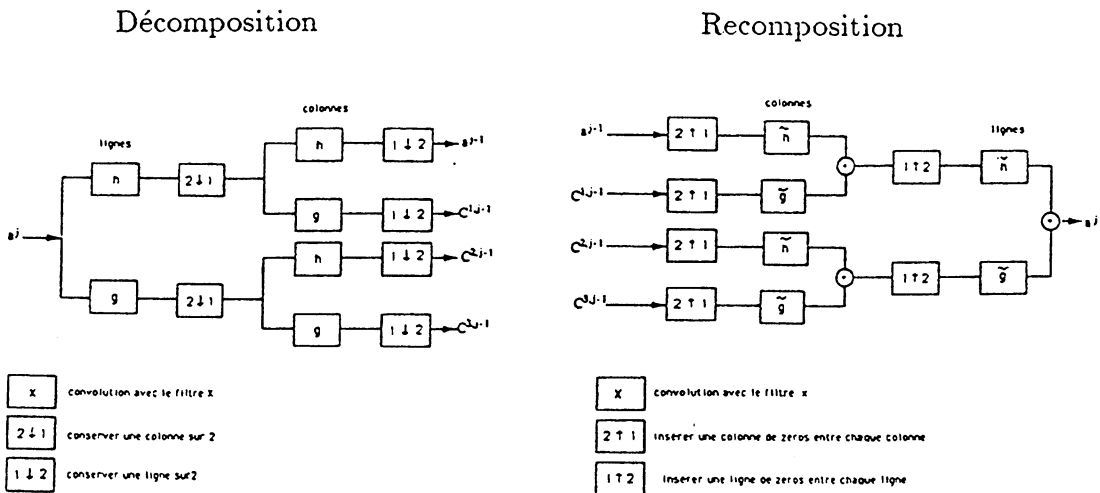 Décomposition
colonnes
lignes
h
1 ↓ 2
a^{j-1}
h
2↓1
g
1 ↓ 2
C^{1,j-1}
a^j
h
1 ↓ 2
C^{2,j-1}
g
2↓1
g
1 ↓ 2
C^{3,j-1}
X
convolution avec le filtre X
2 ↓ 1
conserver une colonne sur 2
1 ↓ 2
conserver une ligne sur 2
Recomposition
colonnes
lignes
a^{j-1}
2 ↑ 1
h̃
1↑2
h̃
C^{1,j-1}
2 ↑ 1
g̃
a^j
C^{2,j-1}
2 ↑ 1
h̃
1↑2
g̃
C^{3,j-1}
2 ↑ 1
g̃
X
convolution avec le filtre x
2 ↑ 1
Insérer une colonne de zeros entre chaque colonne
1↑2
Insérer une ligne de zeros entre chaque ligne